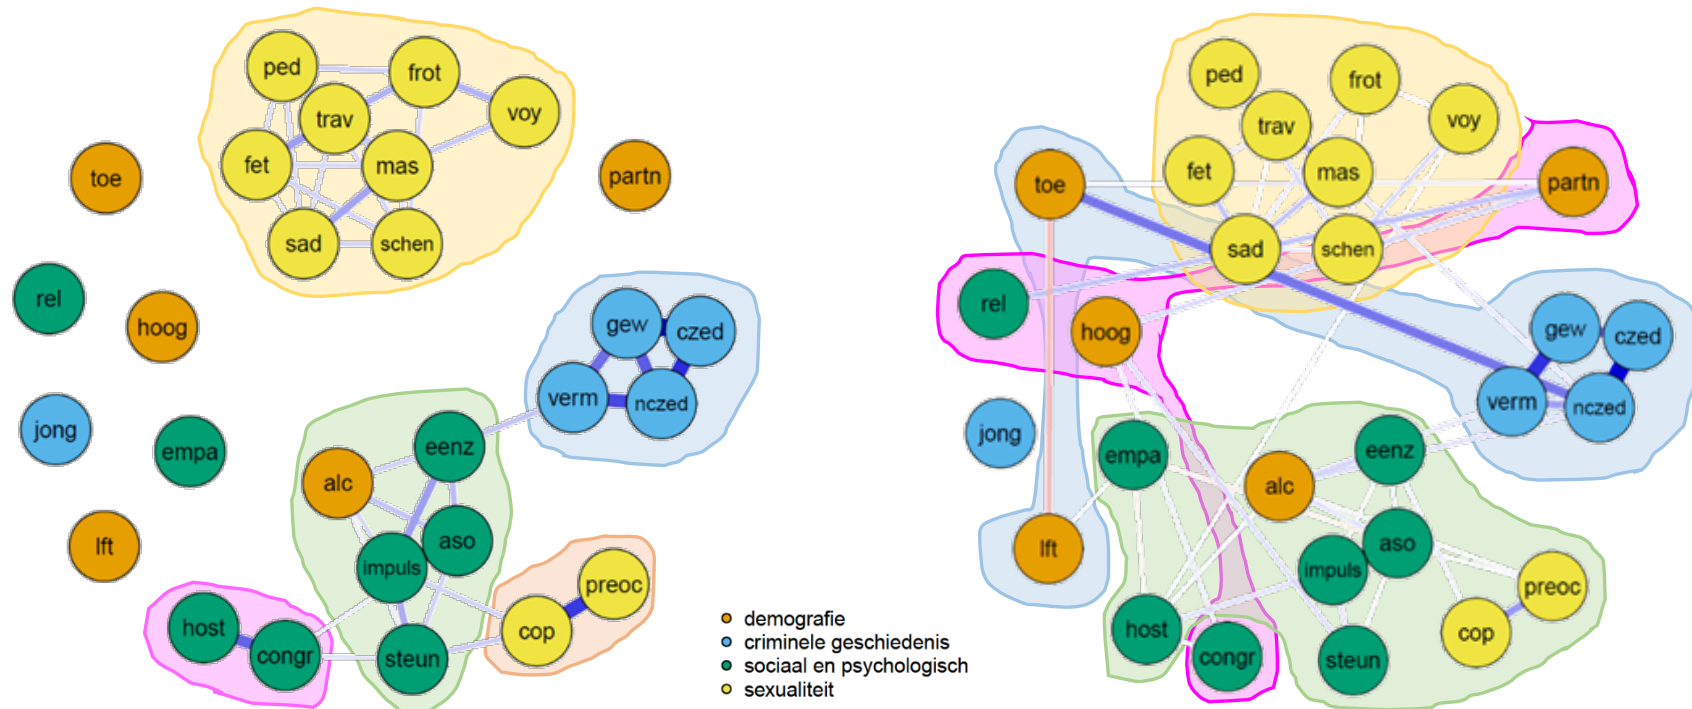 ped
frot
voy
trav
fet
mas
toe
partn
sad
schen
rel
hoog
gew
czed
verm
nczed
jong
empa
eenz
alc
aso
lft
impuls
preoc
host
cop
congr
steun
demografie
criminele geschiedenis
sociaal en psychologisch
sexualiteit
ped
frot
voy
trav
fet
mas
toe
partn
sad
schen
rel
hoog
gew
czed
verm
nczed
jong
empa
eenz
alc
aso
lft
impuls
preoc
host
cop
congr
steun